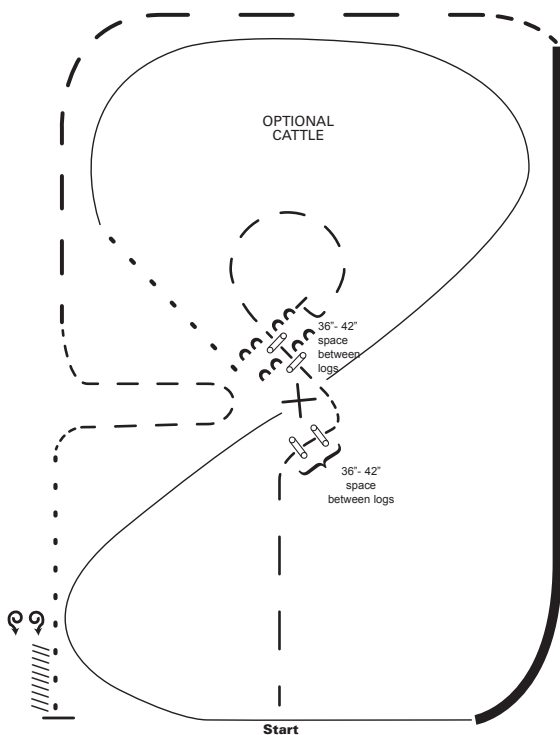 OPTIONAL
CATTLE
36"- 42"
space
between
logs
36"- 42"
space
between logs
Start